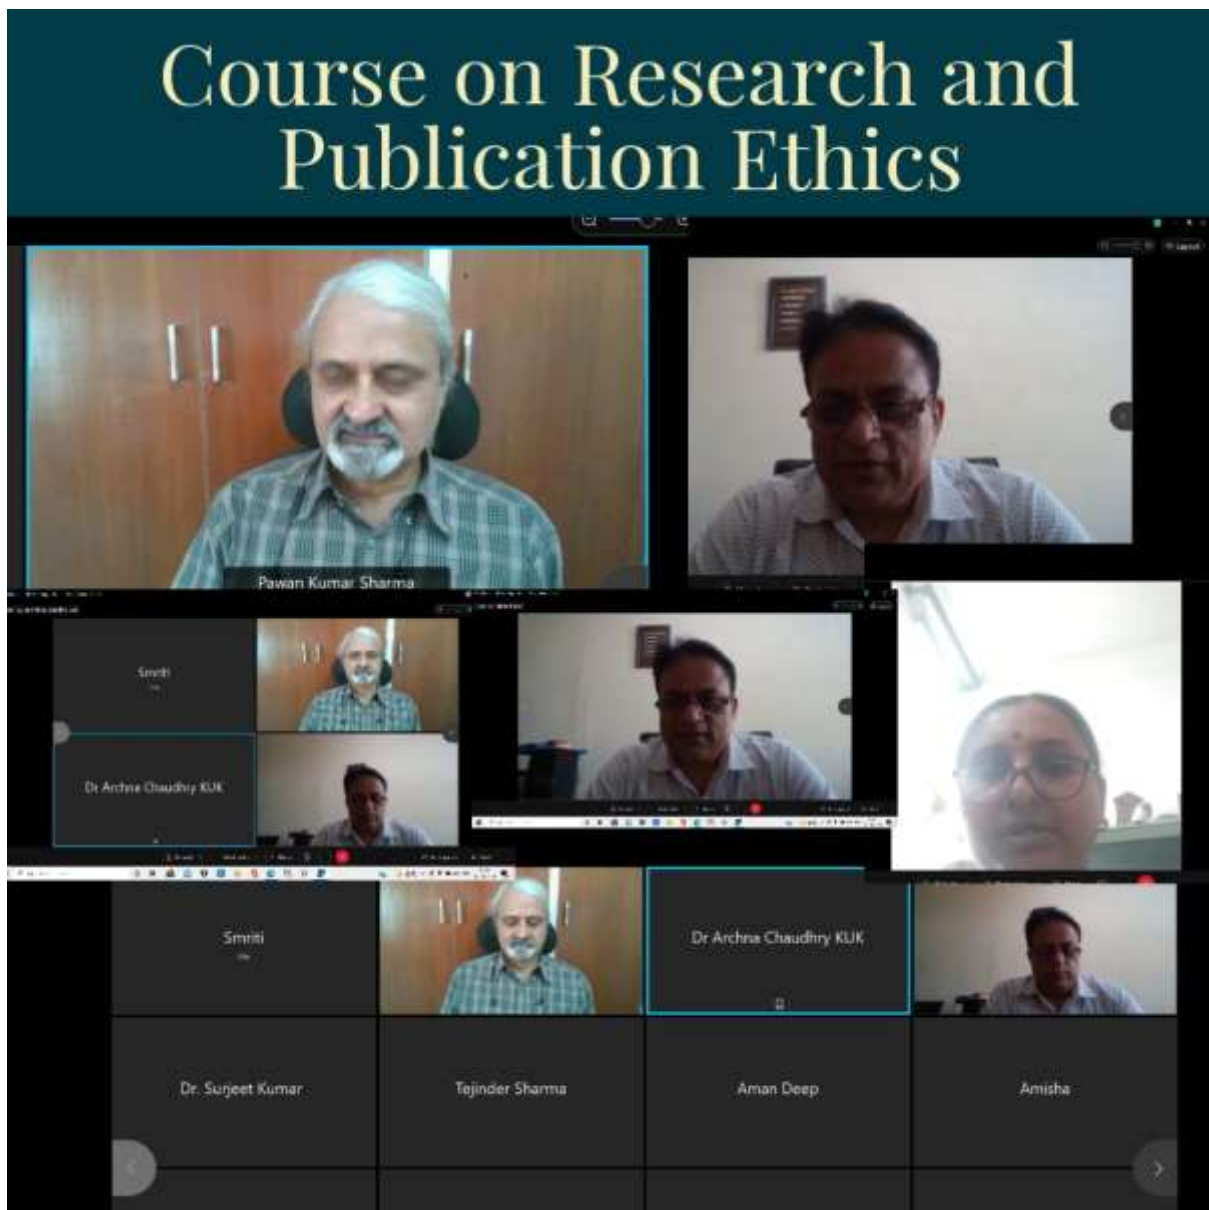 Course on Research and
Publication Ethics
Pawan Kumar Sharma
Smriti
Dr Archna Chaudhry KUK
Smriti
Dr Archna Chaudhry KUK
Dr. Surjeet Kumar
Tejinder Sharma
Aman Deep
Amisha